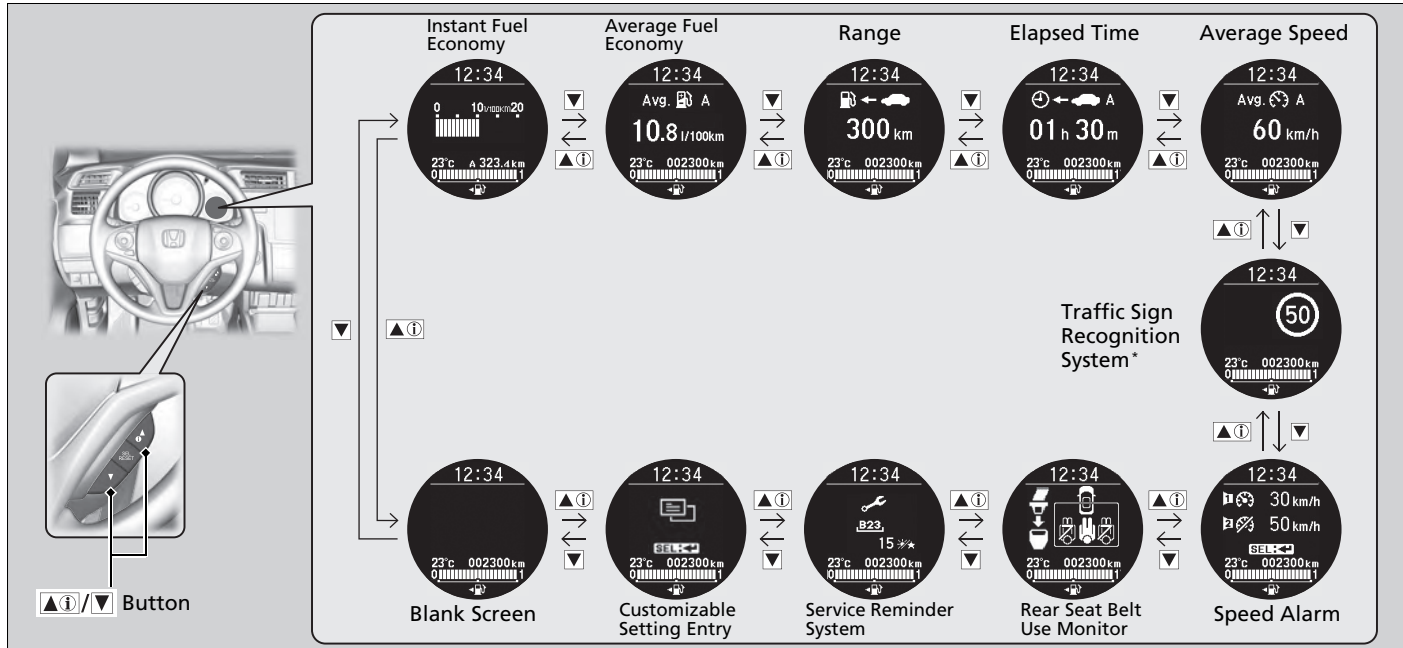 Instant Fuel
Economy
Average Fuel
Economy
Range
Elapsed Time
Average Speed
12:34
0 10 l/100km 20
23°c A 323.4km
0 1
12:34
Avg. A
10.8 l/100km
23°c 002300km
0 1
12:34
300 km
23°c 002300km
0 1
12:34
A
01 h 30 m
23°c 002300km
0 1
12:34
Avg. A
60 km/h
23°c 002300km
0 1
▼
▲ⓘ
▼
▲ⓘ
▼
▲ⓘ
▼
▲ⓘ
▲ⓘ
▼
Traffic Sign
Recognition
System*
12:34
50
23°c 002300km
0 1
▼
▲ⓘ
▲ⓘ
▼
SEL
RESET
▲ⓘ/▼ Button
12:34
23°c 002300km
0 1
Blank Screen
12:34
SEL:↵
23°c 002300km
0 1
Customizable
Setting Entry
12:34
B23
15
23°c 002300km
0 1
Service Reminder
System
12:34
23°c 002300km
0 1
Rear Seat Belt
Use Monitor
12:34
1 30 km/h
2 50 km/h
SEL:↵
23°c 002300km
0 1
Speed Alarm
▲ⓘ
▼
▲ⓘ
▼
▲ⓘ
▼
▲ⓘ
▼